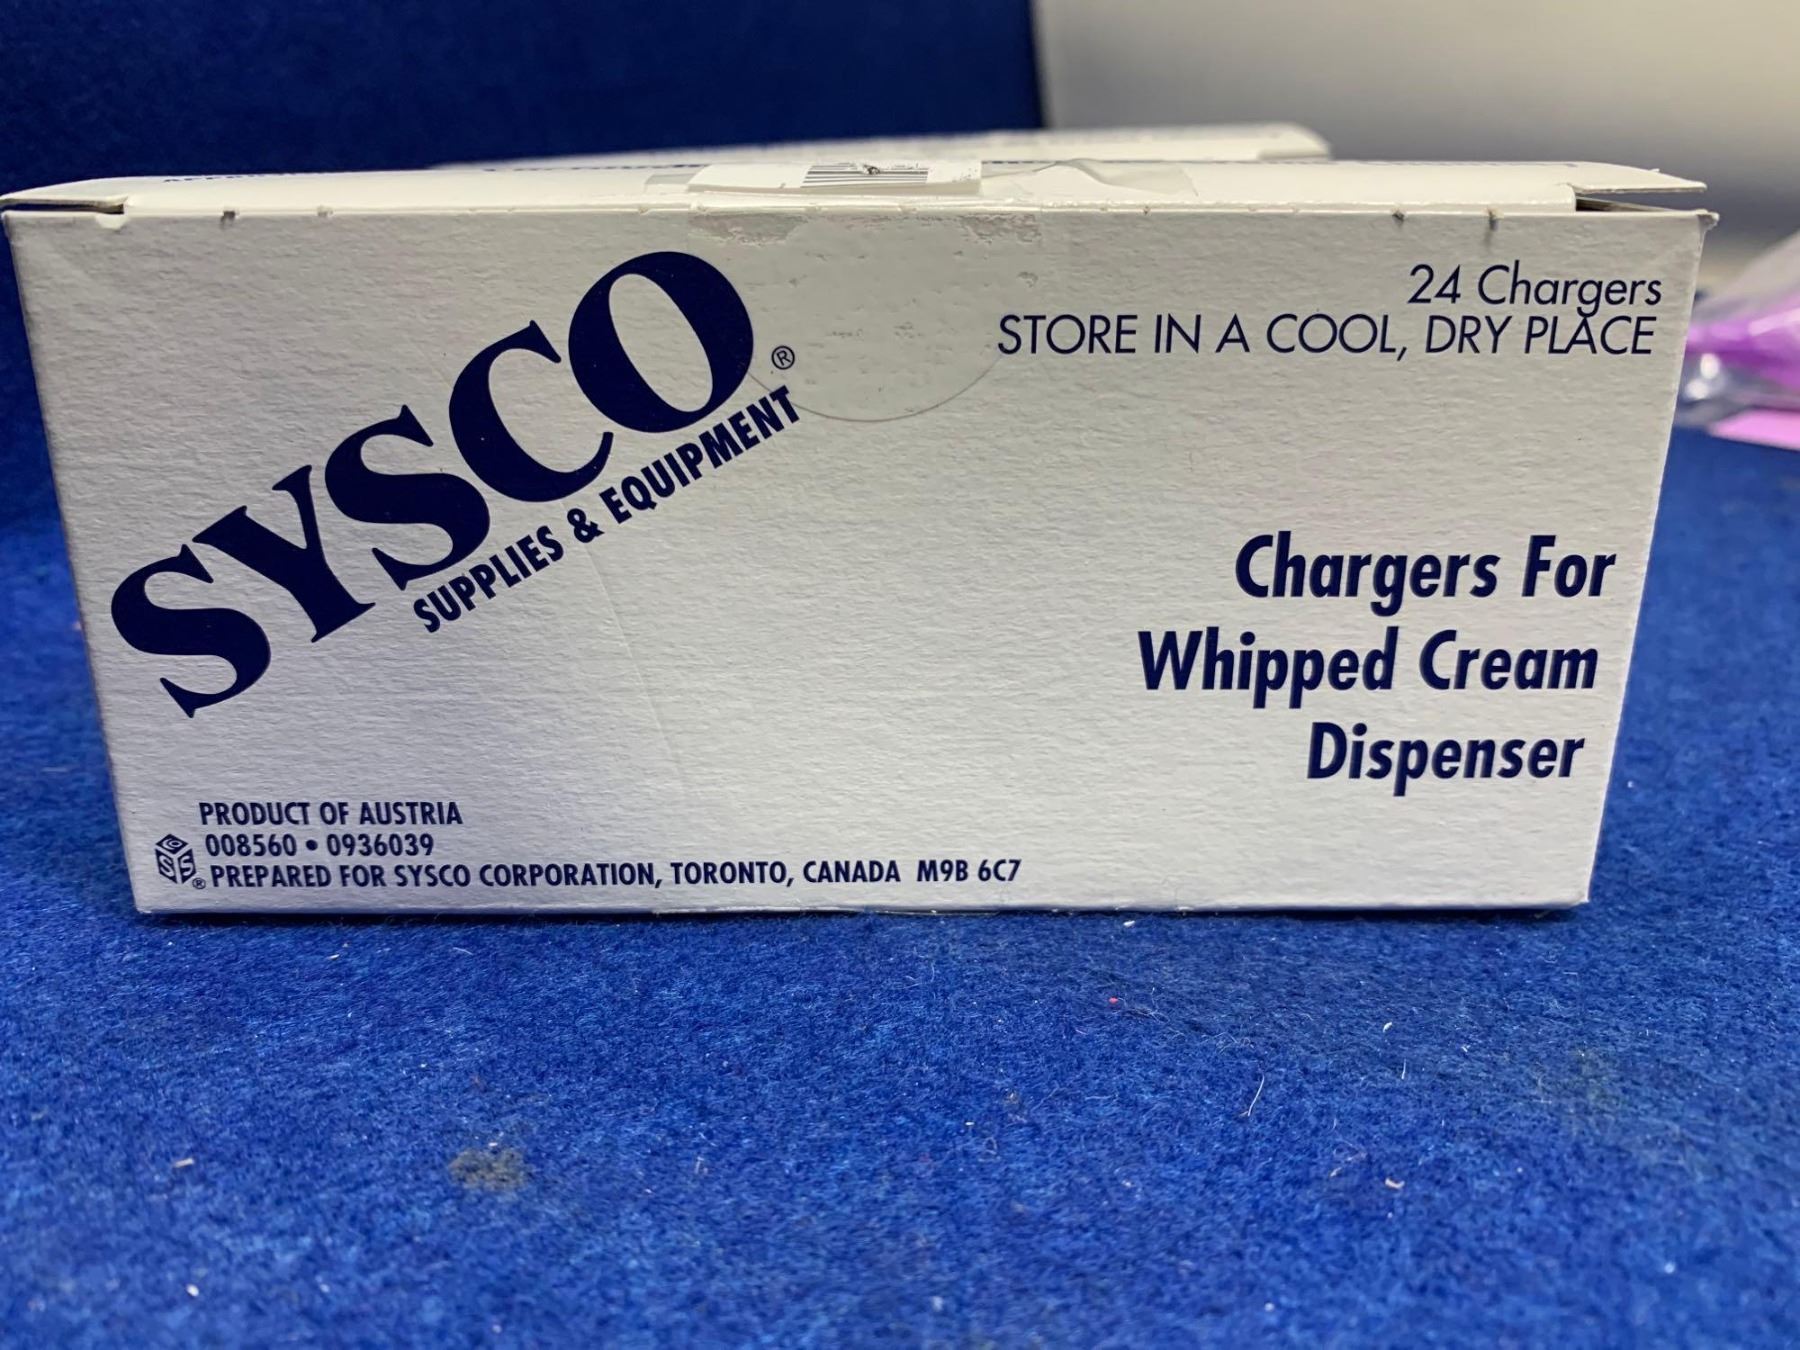 24 Chargers
STORE IN A COOL, DRY PLACE
SYSCO®
SUPPLIES & EQUIPMENT
Chargers For
Whipped Cream
Dispenser
PRODUCT OF AUSTRIA
008560 • 0936039
PREPARED FOR SYSCO CORPORATION, TORONTO, CANADA M9B 6C7